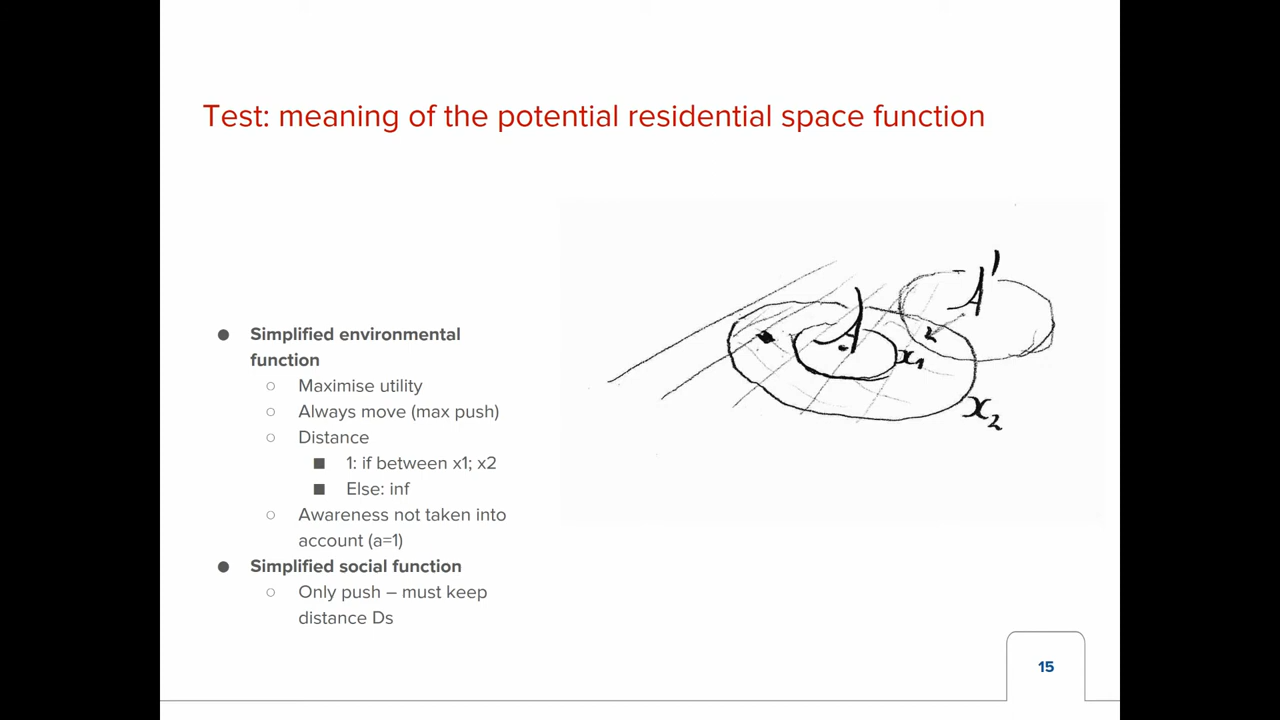 Test: meaning of the potential residential space function
● Simplified environmental
function
○ Maximise utility
○ Always move (max push)
○ Distance
■ 1: if between x1; x2
■ Else: inf
○ Awareness not taken into
account (a=1)
● Simplified social function
○ Only push – must keep
distance Ds
A'
A
x1
x2
15